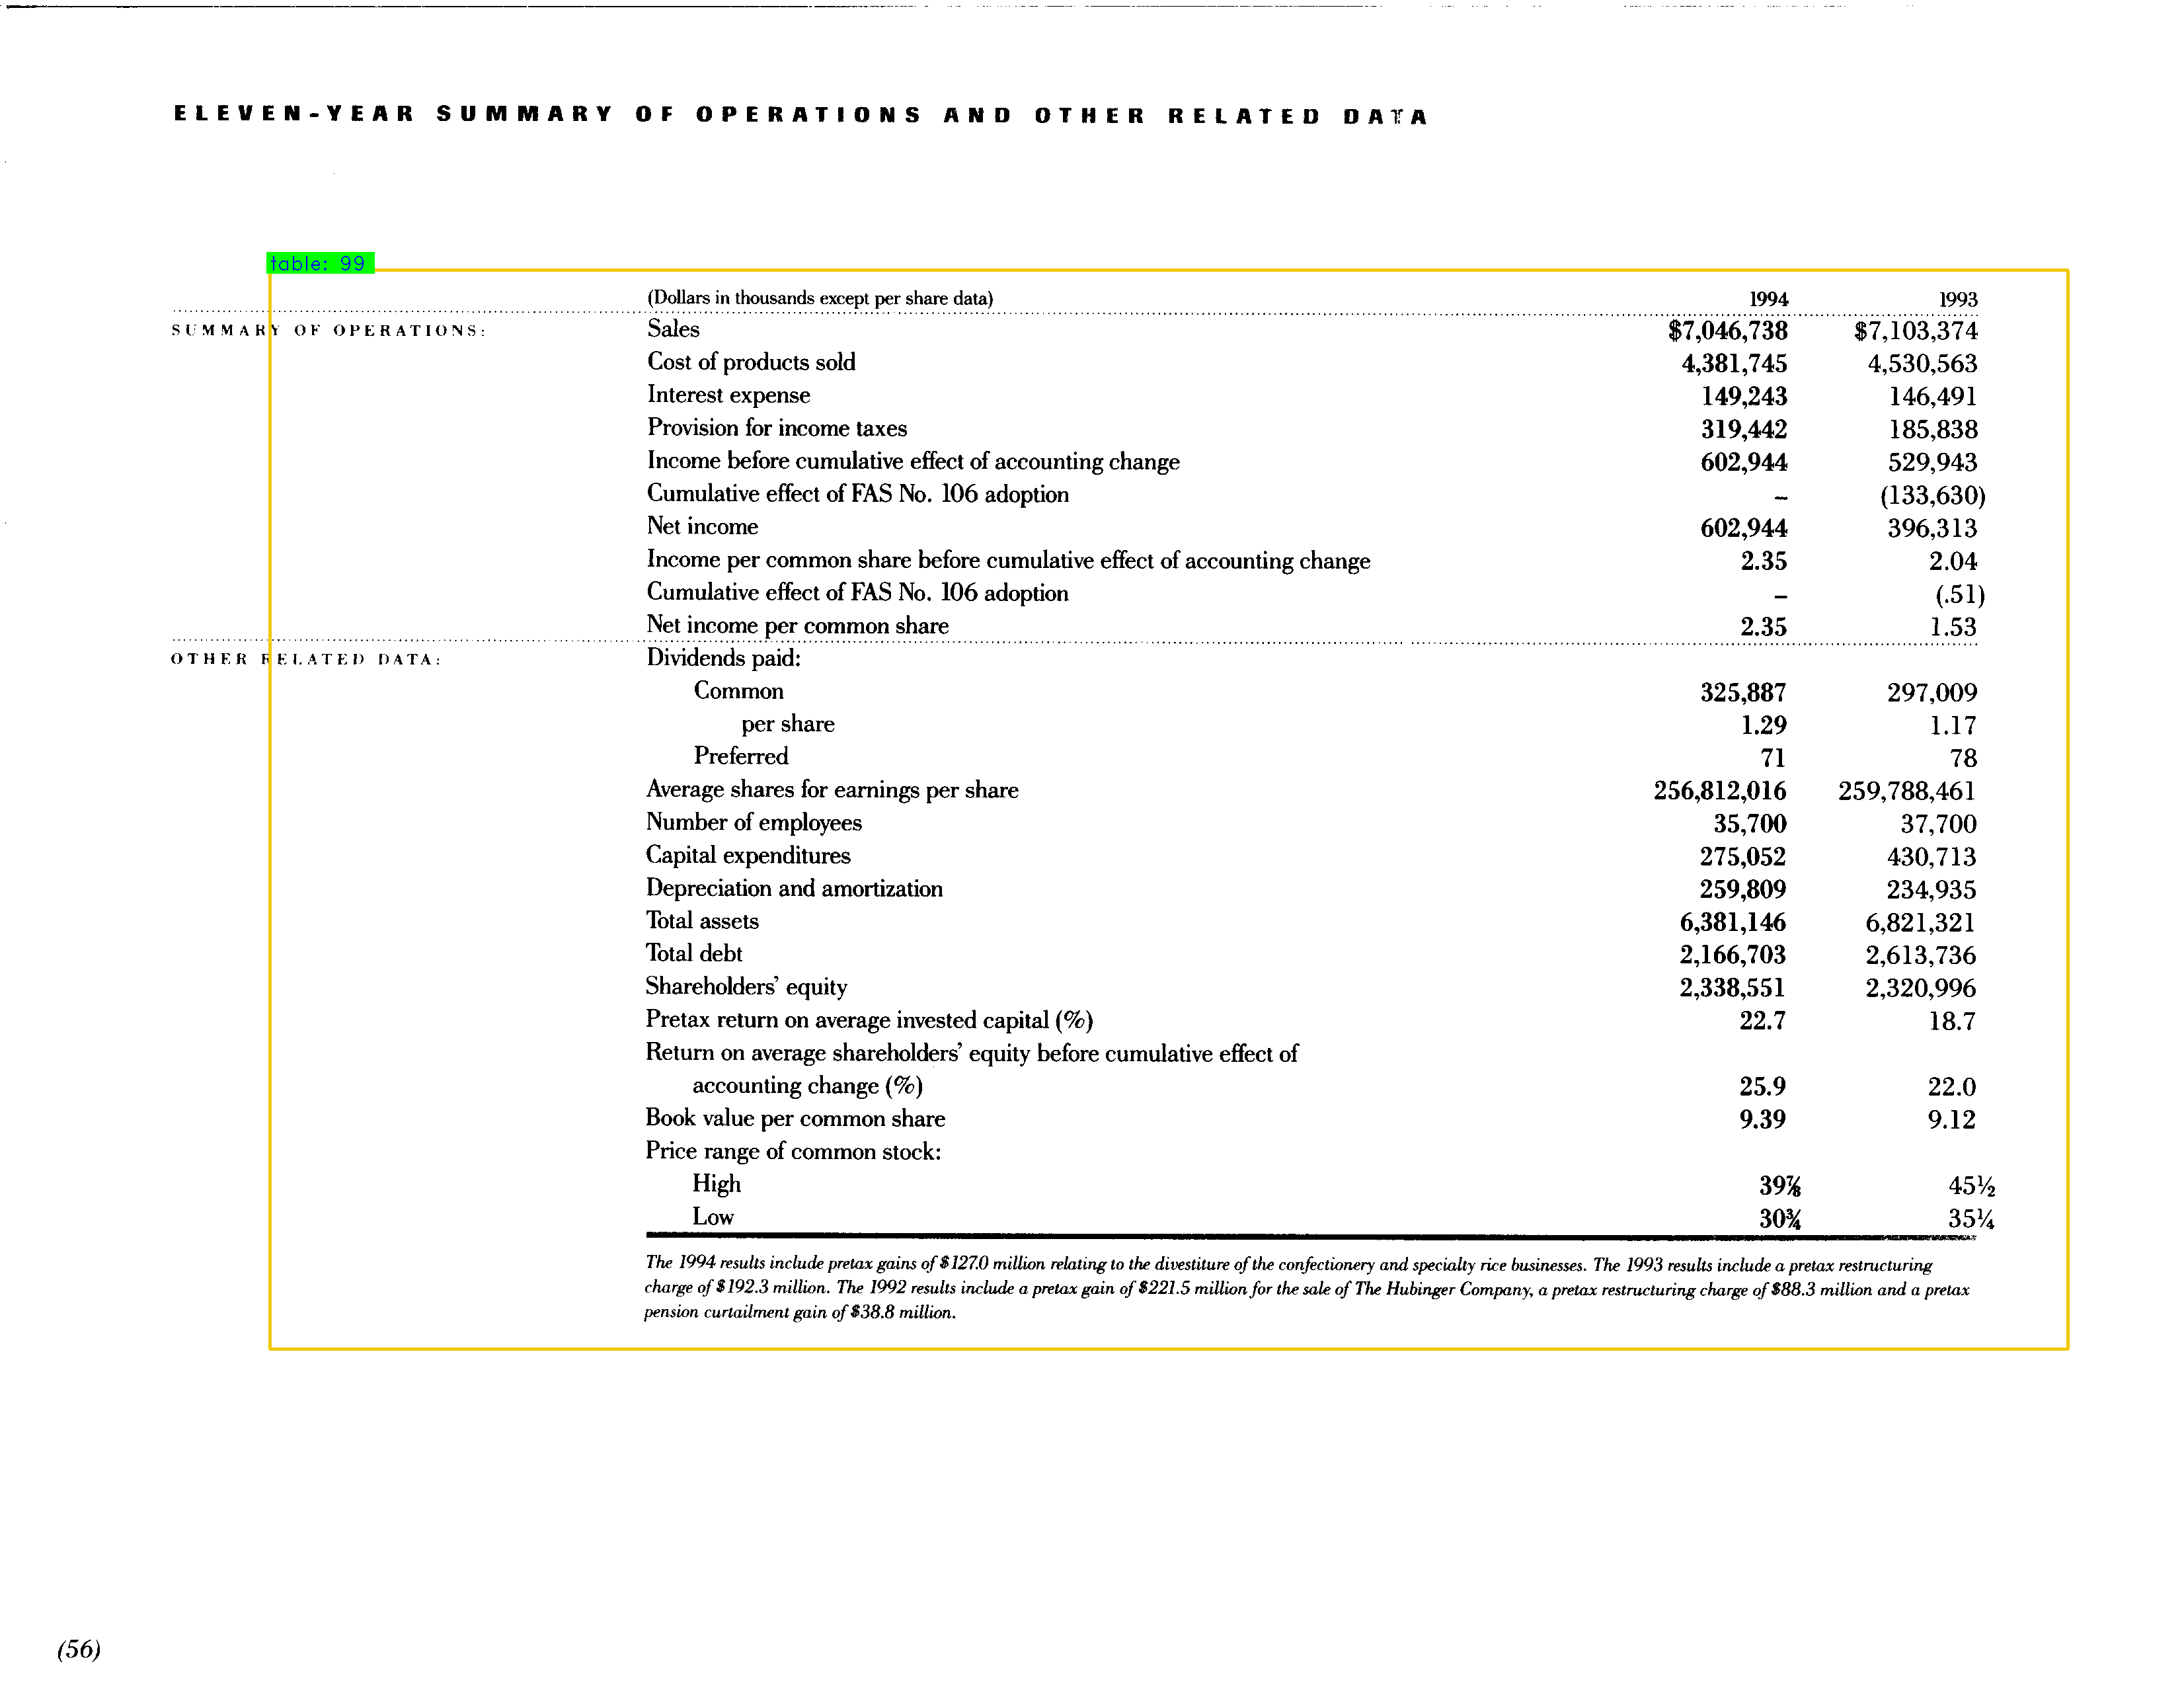 ELEVEN-YEAR SUMMARY OF OPERATIONS AND OTHER RELATED DATA
table: 99
(Dollars in thousands except per share data) 1994 1993
SUMMARY OF OPERATIONS: Sales $7,046,738 $7,103,374
Cost of products sold 4,381,745 4,530,563
Interest expense 149,243 146,491
Provision for income taxes 319,442 185,838
Income before cumulative effect of accounting change 602,944 529,943
Cumulative effect of FAS No. 106 adoption – (133,630)
Net income 602,944 396,313
Income per common share before cumulative effect of accounting change 2.35 2.04
Cumulative effect of FAS No. 106 adoption – (.51)
Net income per common share 2.35 1.53
OTHER RELATED DATA: Dividends paid:
Common 325,887 297,009
per share 1.29 1.17
Preferred 71 78
Average shares for earnings per share 256,812,016 259,788,461
Number of employees 35,700 37,700
Capital expenditures 275,052 430,713
Depreciation and amortization 259,809 234,935
Total assets 6,381,146 6,821,321
Total debt 2,166,703 2,613,736
Shareholders' equity 2,338,551 2,320,996
Pretax return on average invested capital (%) 22.7 18.7
Return on average shareholders' equity before cumulative effect of
accounting change (%) 25.9 22.0
Book value per common share 9.39 9.12
Price range of common stock:
High 39⅞ 45½
Low 30¾ 35¼
The 1994 results include pretax gains of $127.0 million relating to the divestiture of the confectionery and specialty rice businesses. The 1993 results include a pretax restructuring
charge of $192.3 million. The 1992 results include a pretax gain of $221.5 million for the sale of The Hubinger Company, a pretax restructuring charge of $88.3 million and a pretax
pension curtailment gain of $38.8 million.
(56)